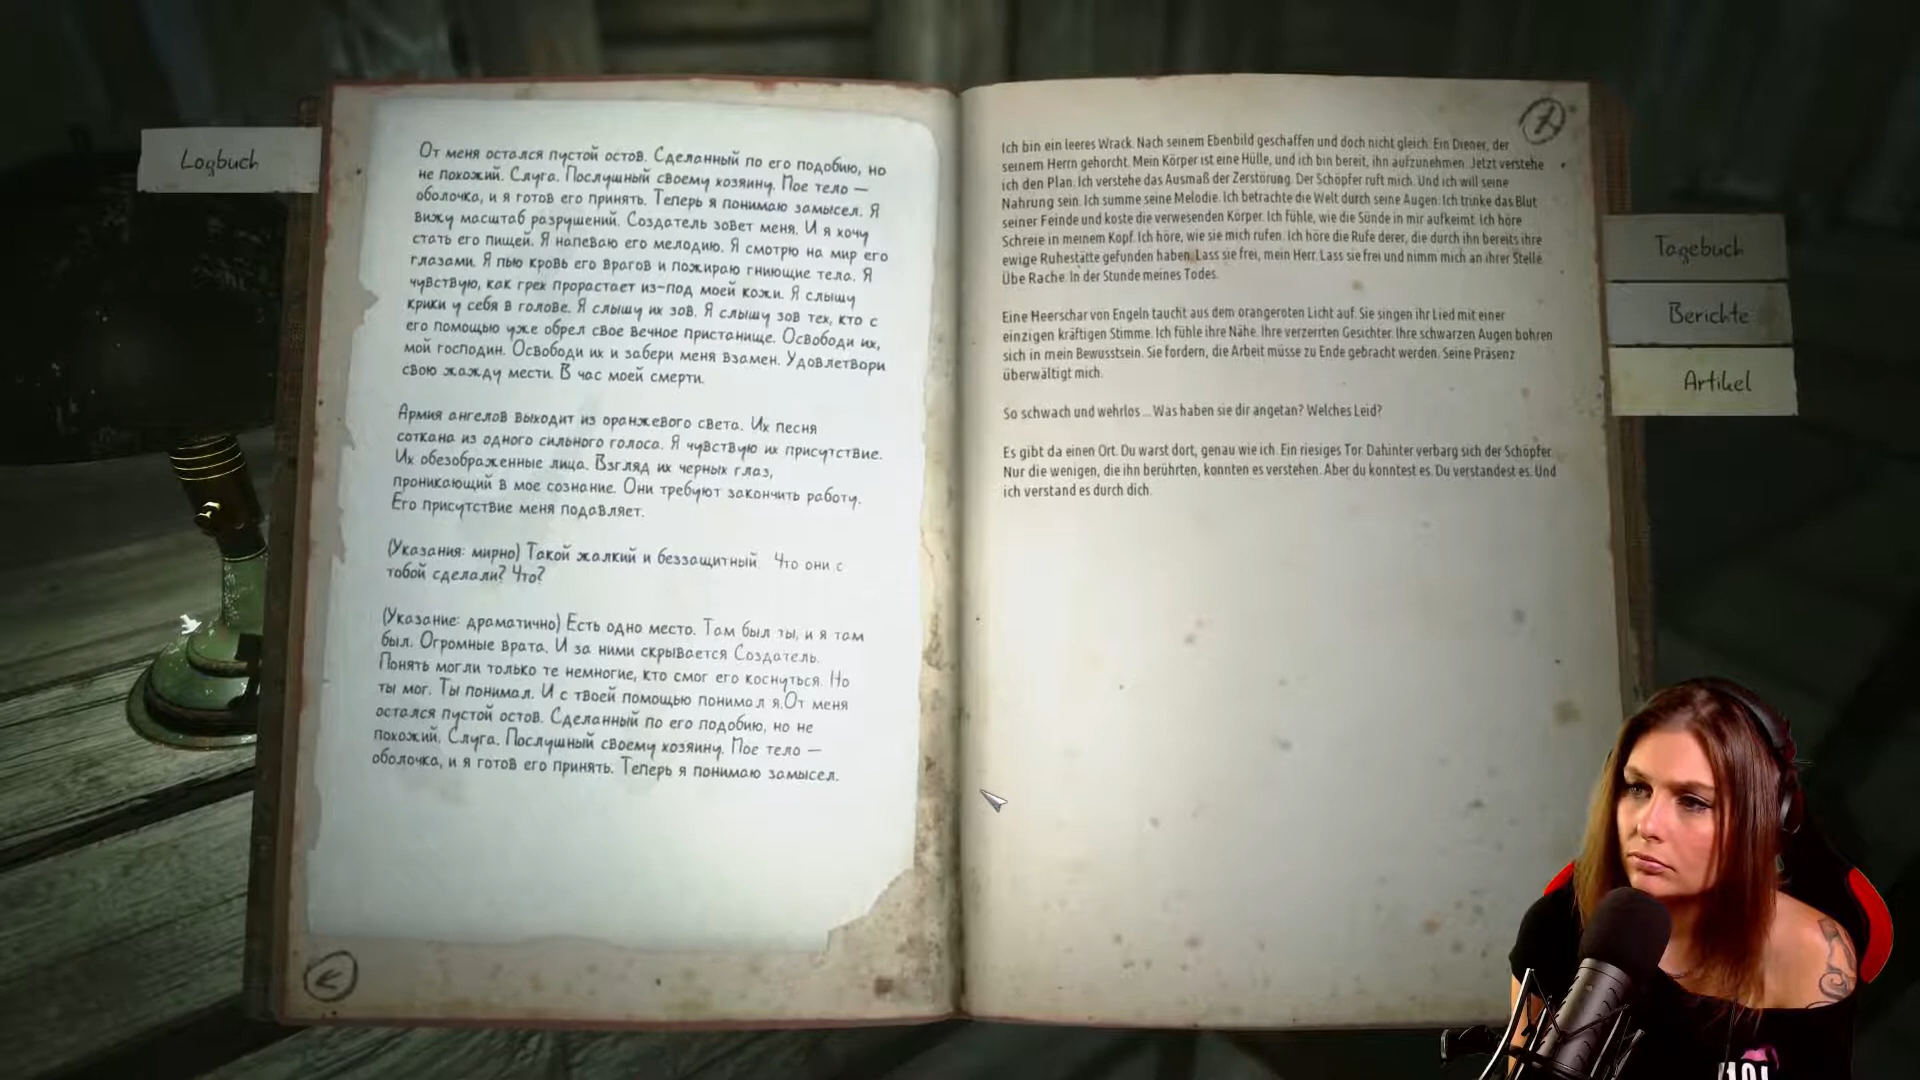 Logbuch
От меня остался пустой остов. Сделанный по его подобию, но
не похожий. Слуга. Послушный своему хозяину. Мое тело —
оболочка, и я готов его принять. Теперь я понимаю замысел. Я
вижу масштаб разрушений. Создатель зовет меня. И я хочу
стать его пищей. Я напеваю его мелодию. Я смотрю на мир его
глазами. Я пью кровь его врагов и пожираю гниющие тела. Я
чувствую, как грех прорастает из-под моей кожи. Я слышу
крики у себя в голове. Я слышу их зов. Я слышу зов тех, кто с
его помощью уже обрел свое вечное пристанище. Освободи их,
мой господин. Освободи их и забери меня взамен. Удовлетвори
свою жажду мести. В час моей смерти.
Армия ангелов выходит из оранжевого света. Их песня
соткана из одного сильного голоса. Я чувствую их присутствие.
Их обезображенные лица. Взгляд их черных глаз,
проникающий в мое сознание. Они требуют закончить работу.
Его присутствие меня подавляет.
(Указания: мирно) Такой жалкий и беззащитный Что они с
тобой сделали? Что?
(Указание: драматично) Есть одно место. Там был ты, и я там
был. Огромные врата. И за ними скрывается Создатель.
Понять могли только те немногие, кто смог его коснуться. Но
ты мог. Ты понимал. И с твоей помощью понимал я.От меня
остался пустой остов. Сделанный по его подобию, но не
похожий. Слуга. Послушный своему хозяину. Мое тело —
оболочка, и я готов его принять. Теперь я понимаю замысел.
Ich bin ein leeres Wrack. Nach seinem Ebenbild geschaffen und doch nicht gleich. Ein Diener, der
seinem Herrn gehorcht. Mein Körper ist eine Hülle, und ich bin bereit, ihn aufzunehmen. Jetzt verstehe
ich den Plan. Ich verstehe das Ausmaß der Zerstörung. Der Schöpfer ruft mich. Und ich will seine
Nahrung sein. Ich summe seine Melodie. Ich betrachte die Welt durch seine Augen. Ich trinke das Blut
seiner Feinde und koste die verwesenden Körper. Ich fühle, wie die Sünde in mir aufkeimt. Ich höre
Schreie in meinem Kopf. Ich höre, wie sie mich rufen. Ich höre die Rufe derer, die durch ihn bereits ihre
ewige Ruhestätte gefunden haben. Lass sie frei, mein Herr. Lass sie frei und nimm mich an ihrer Stelle.
Übe Rache. In der Stunde meines Todes.
Eine Heerschar von Engeln taucht aus dem orangeroten Licht auf. Sie singen ihr Lied mit einer
einzigen kräftigen Stimme. Ich fühle ihre Nähe. Ihre verzerrten Gesichter. Ihre schwarzen Augen bohren
sich in mein Bewusstsein. Sie fordern, die Arbeit müsse zu Ende gebracht werden. Seine Präsenz
überwältigt mich.
So schwach und wehrlos ... Was haben sie dir angetan? Welches Leid?
Es gibt da einen Ort. Du warst dort, genau wie ich. Ein riesiges Tor. Dahinter verbarg sich der Schöpfer.
Nur die wenigen, die ihn berührten, konnten es verstehen. Aber du konntest es. Du verstandest es. Und
ich verstand es durch dich.
Tagebuch
Berichte
Artikel